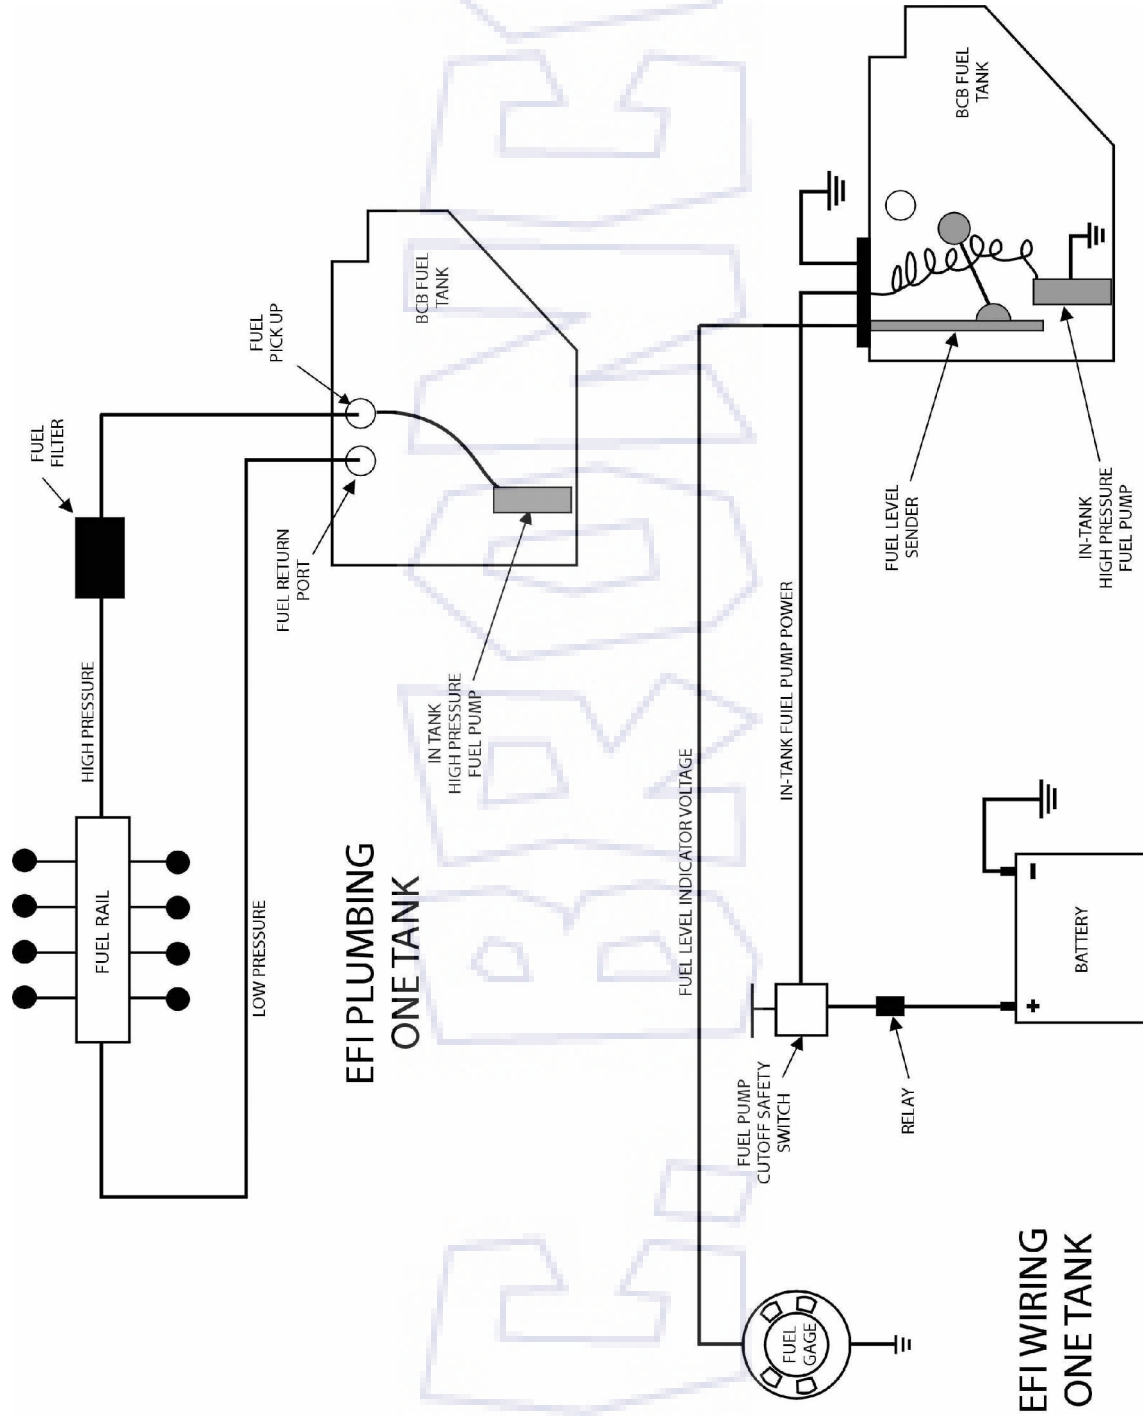 FUEL
FILTER
FUEL
PICK UP
BCB FUEL
TANK
FUEL RETURN
PORT
HIGH PRESSURE
IN TANK
HIGH PRESSURE
FUEL PUMP
FUEL RAIL
LOW PRESSURE
EFI PLUMBING
ONE TANK
BCB FUEL
TANK
FUEL LEVEL
SENDER
IN-TANK
HIGH PRESSURE
FUEL PUMP
IN-TANK FUIEL PUMP POWER
FUEL LEVEL INDICATOR VOLTAGE
BATTERY
+
-
FUEL PUMP
CUTOFF SAFETY
SWITCH
RELAY
FUEL
GAGE
EFI WIRING
ONE TANK
BC BRONC